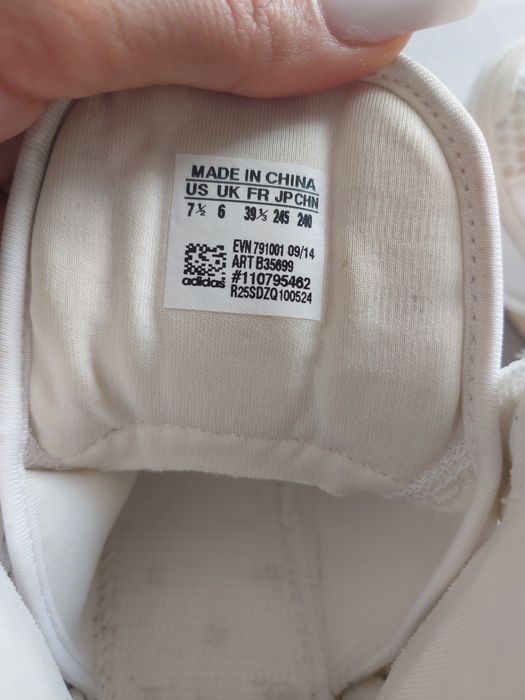 MADE IN CHINA
US UK FR JP CHN
7½ 6 39⅓ 245 240
EVN 791001 09/14
ART B35699
#110795462
adidas R25SDZQ100524